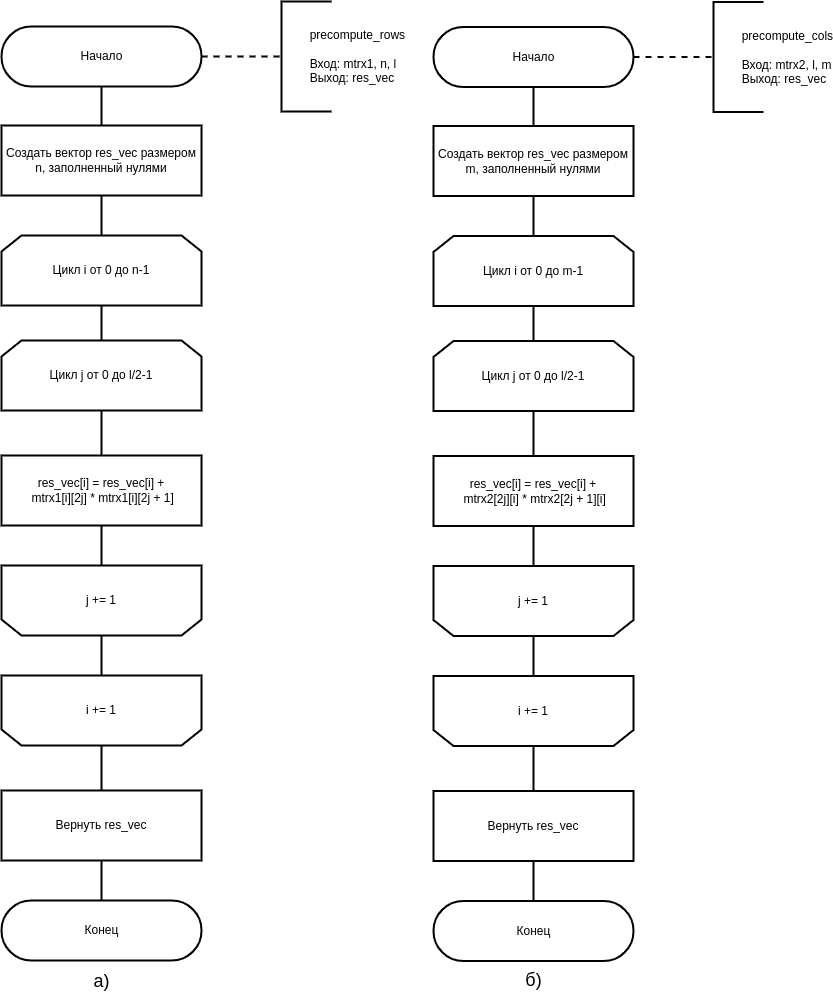 Начало
precompute_rows
Вход: mtrx1, n, l
Выход: res_vec
Создать вектор res_vec размером
n, заполненный нулями
Цикл i от 0 до n-1
Цикл j от 0 до l/2-1
res_vec[i] = res_vec[i] +
mtrx1[i][2j] * mtrx1[i][2j + 1]
j += 1
i += 1
Вернуть res_vec
Конец
а)
Начало
precompute_cols
Вход: mtrx2, l, m
Выход: res_vec
Создать вектор res_vec размером
m, заполненный нулями
Цикл i от 0 до m-1
Цикл j от 0 до l/2-1
res_vec[i] = res_vec[i] +
mtrx2[2j][i] * mtrx2[2j + 1][i]
j += 1
i += 1
Вернуть res_vec
Конец
б)